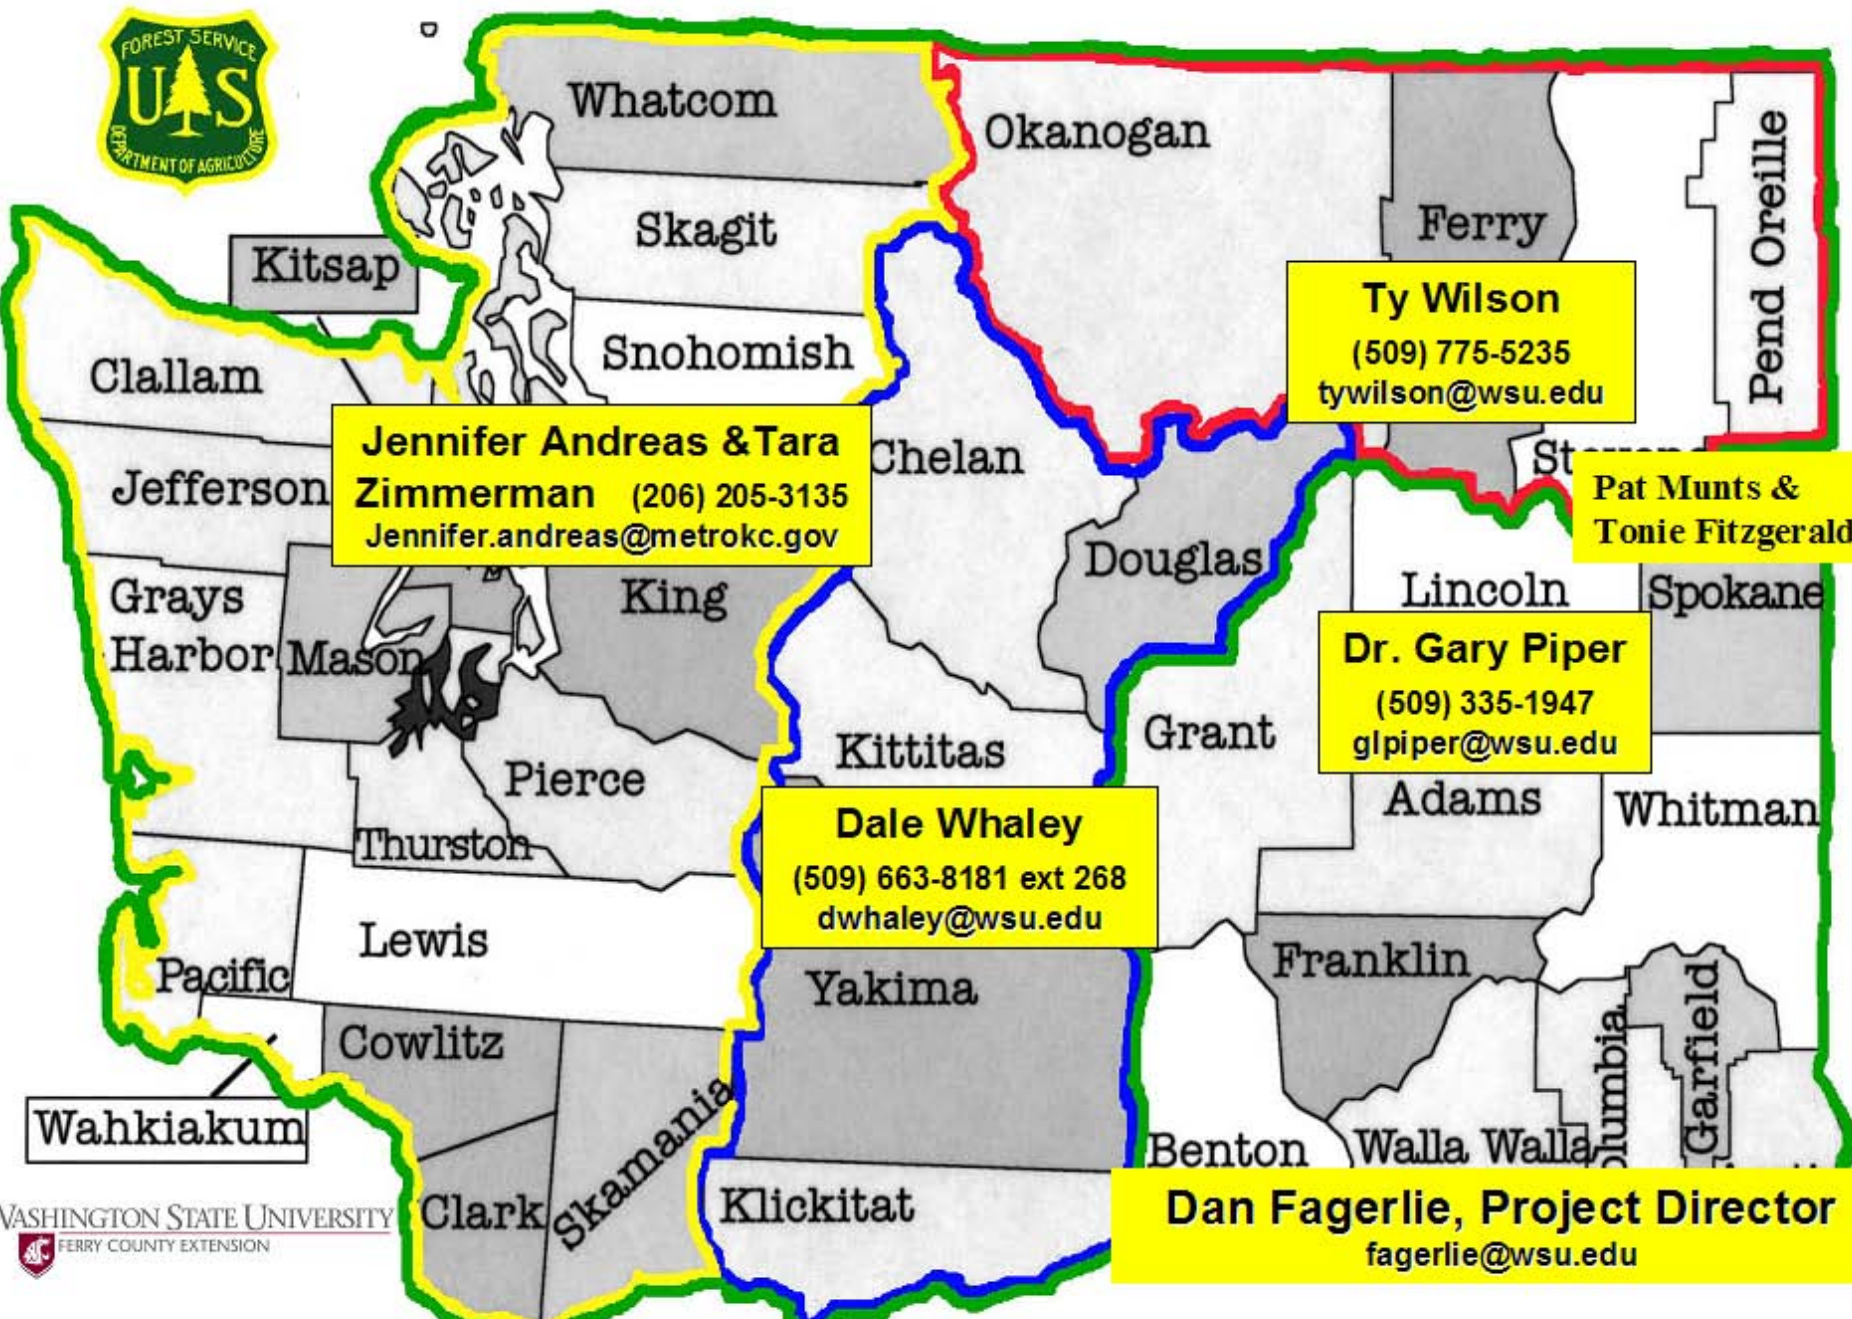 FOREST SERVICE
U S
DEPARTMENT OF AGRICULTURE
Whatcom
Okanogan
Pend Oreille
Ferry
Skagit
Kitsap
Ty Wilson
(509) 775-5235
tywilson@wsu.edu
Snohomish
Clallam
Jennifer Andreas &Tara
Zimmerman (206) 205-3135
Jennifer.andreas@metrokc.gov
Chelan
Jefferson
Pat Munts &
Tonie Fitzgerald
Douglas
Lincoln
Spokane
Grays
Harbor
Mason
King
Dr. Gary Piper
(509) 335-1947
glpiper@wsu.edu
Grant
Kittitas
Pierce
Adams
Whitman
Thurston
Dale Whaley
(509) 663-8181 ext 268
dwhaley@wsu.edu
Lewis
Franklin
Pacific
Yakima
Cowlitz
Garfield
Skamania
Wahkiakum
Benton
Walla Walla
lumbia
Clark
Klickitat
Dan Fagerlie, Project Director
fagerlie@wsu.edu
WASHINGTON STATE UNIVERSITY
FERRY COUNTY EXTENSION